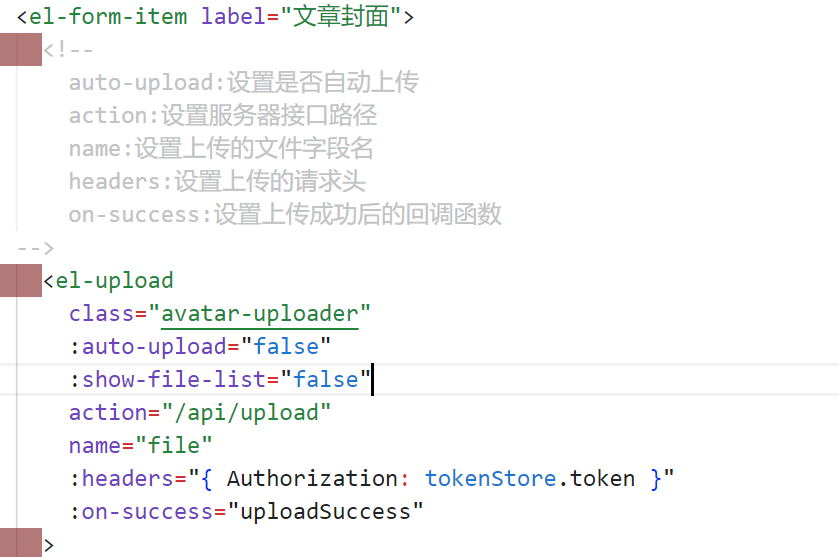 <el-form-item label="文章封面">
<!--
auto-upload:设置是否自动上传
action:设置服务器接口路径
name:设置上传的文件字段名
headers:设置上传的请求头
on-success:设置上传成功后的回调函数
-->
<el-upload
class="avatar-uploader"
:auto-upload="false"
:show-file-list="false"
action="/api/upload"
name="file"
:headers="{ Authorization: tokenStore.token }"
:on-success="uploadSuccess"
>